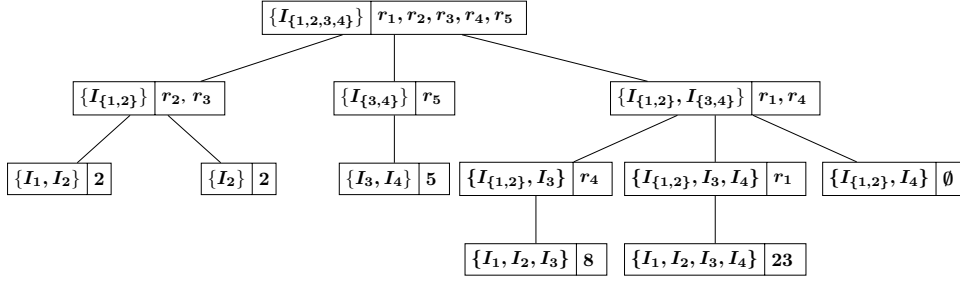 {I_{1,2,3,4}} r_1, r_2, r_3, r_4, r_5
{I_{1,2}} r_2, r_3 {I_{3,4}} r_5 {I_{1,2}, I_{3,4}} r_1, r_4
{I_1, I_2} 2 {I_2} 2 {I_3, I_4} 5 {I_{1,2}, I_3} r_4 {I_{1,2}, I_3, I_4} r_1 {I_{1,2}, I_4} ∅
{I_1, I_2, I_3} 8 {I_1, I_2, I_3, I_4} 23